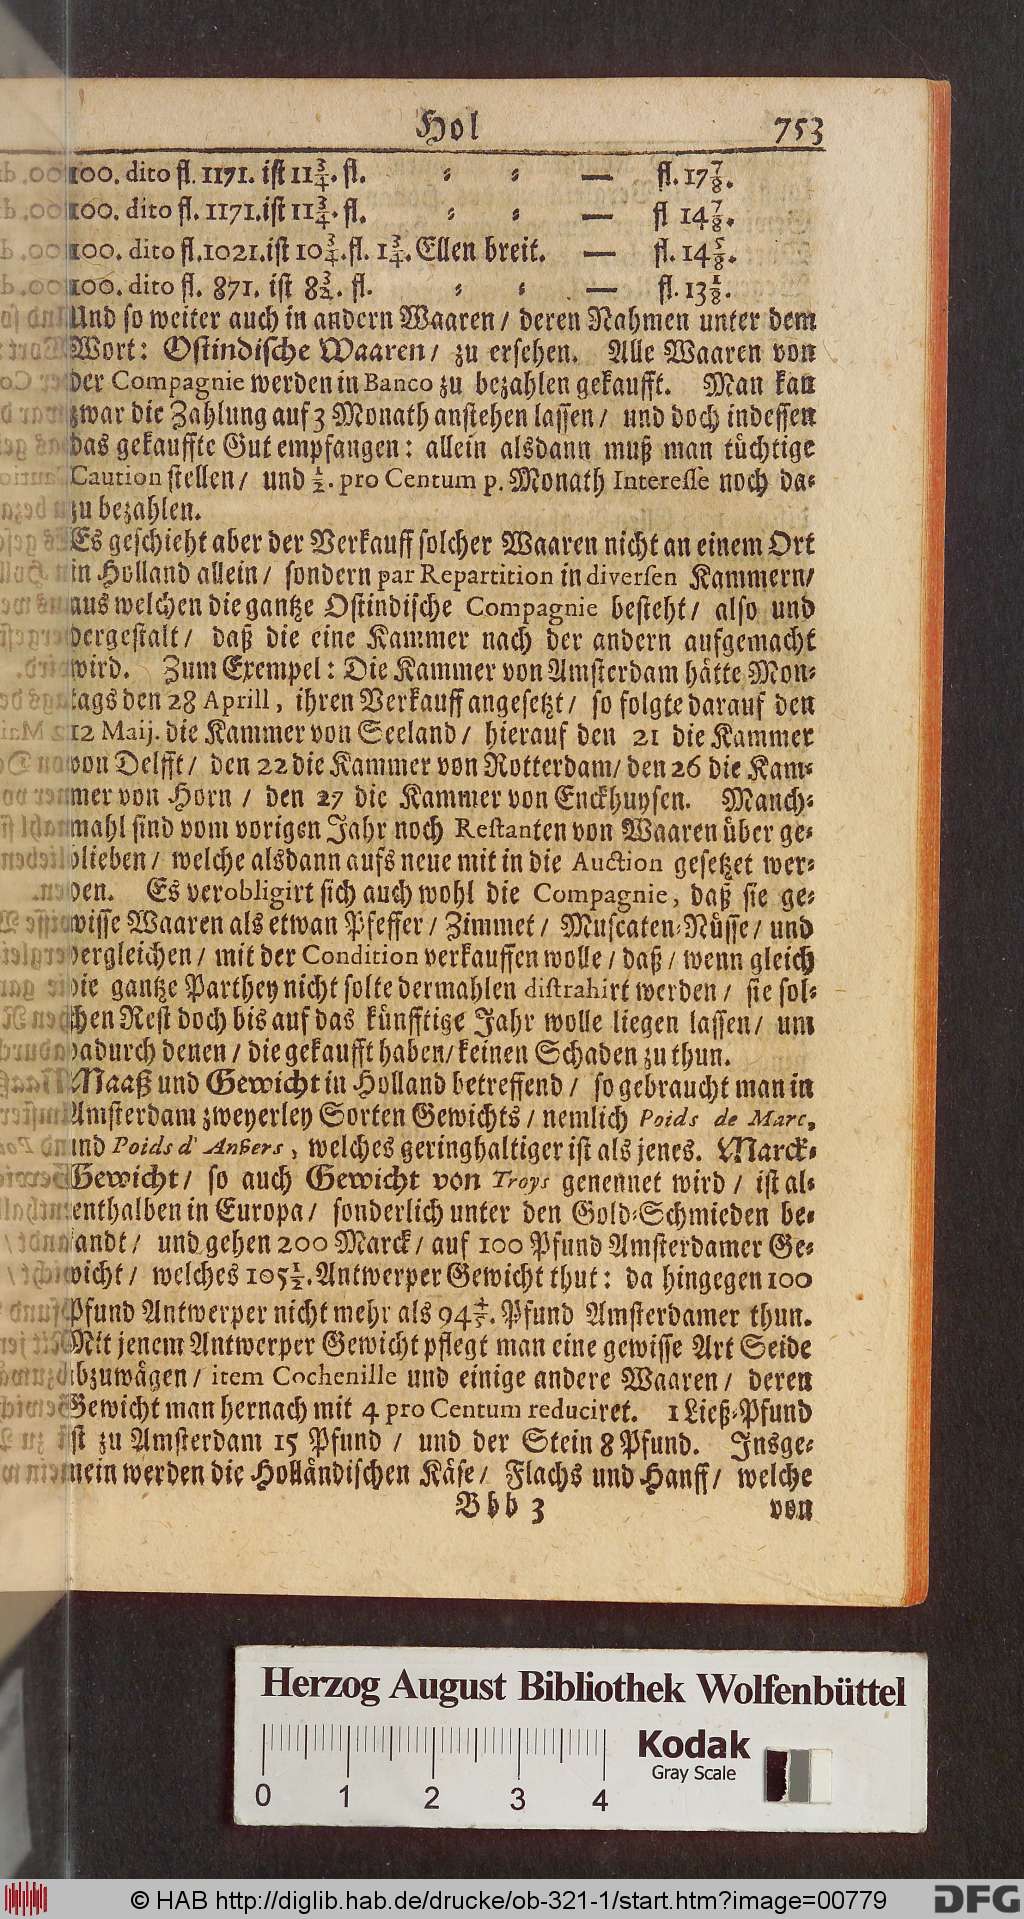 Hol 753
100. dito fl. 1171. ist 11¾. fl. ⸗ ⸗ — fl. 17⅞.
100. dito fl. 1171. ist 11¾. fl. ⸗ ⸗ — fl 14⅞.
100. dito fl. 1021. ist 10¾. fl. 1¾. Ellen breit. — fl. 14⅝.
100. dito fl. 871. ist 8 3/2. fl. ⸗ ⸗ — fl. 13⅛.
Und so weiter auch in andern Waaren / deren Nahmen unter dem
Wort: Ostindische Waaren / zu ersehen. Alle Waaren von
der Compagnie werden in Banco zu bezahlen gekaufft. Man kan
zwar die Zahlung auf 3 Monath anstehen lassen / und doch indessen
das gekauffte Gut empfangen: allein alsdann muß man tüchtige
Caution stellen / und ½. pro Centum p. Monath Interesse noch da⸗
zu bezahlen.
Es geschieht aber der Verkauff solcher Waaren nicht an einem Ort
in Holland allein / sondern par Repartition in diversen Kammern /
aus welchen die gantze Ostindische Compagnie besteht / also und
dergestalt / daß die eine Kammer nach der andern aufgemacht
wird. Zum Exempel: Die Kammer von Amsterdam hätte Mon⸗
tags den 28 Aprill, ihren Verkauff angesetzt / so folgte darauf den
12 Maij. die Kammer von Seeland / hierauf den 21 die Kammer
von Delfft / den 22 die Kammer von Rotterdam / den 26 die Kam⸗
mer von Horn / den 27 die Kammer von Enckhuysen. Manch⸗
mahl sind vom vorigen Jahr noch Restanten von Waaren über ge⸗
blieben / welche alsdann aufs neue mit in die Auction gesetzet wer⸗
den. Es verobligirt sich auch wohl die Compagnie, daß sie ge⸗
wisse Waaren als etwan Pfeffer / Zimmet / Muscaten⸗Nüsse / und
dergleichen / mit der Condition verkauffen wolle / daß / wenn gleich
die gantze Parthey nicht solte dermahlen distrahirt werden / sie sol⸗
chen Rest doch bis auf das künfftige Jahr wolle liegen lassen / um
dadurch denen / die gekaufft haben / keinen Schaden zu thun.
Maaß und Gewicht in Holland betreffend / so gebraucht man in
Amsterdam zweyerley Sorten Gewichts / nemlich Poids de Marc,
und Poids d' Anvers, welches geringhaltiger ist als jenes. Marck⸗
Gewicht / so auch Gewicht von Troys genennet wird / ist al⸗
lenthalben in Europa / sonderlich unter den Gold⸗Schmieden be⸗
kandt / und gehen 200 Marck / auf 100 Pfund Amsterdamer Ge⸗
wicht / welches 105½. Antwerper Gewicht thut: da hingegen 100
Pfund Antwerper nicht mehr als 94⅘. Pfund Amsterdamer thun.
Mit jenem Antwerper Gewicht pflegt man eine gewisse Art Seide
abzuwägen / item Cochenille und einige andere Waaren / deren
Gewicht man hernach mit 4 pro Centum reduciret. 1 Ließ⸗Pfund
ist zu Amsterdam 15 Pfund / und der Stein 8 Pfund. Insge⸗
mein werden die Holländischen Käse / Flachs und Hanff / welche
Bbb 3 von
Herzog August Bibliothek Wolfenbüttel
0 1 2 3 4
Kodak
Gray Scale
© HAB http://diglib.hab.de/drucke/ob-321-1/start.htm?image=00779
DFG